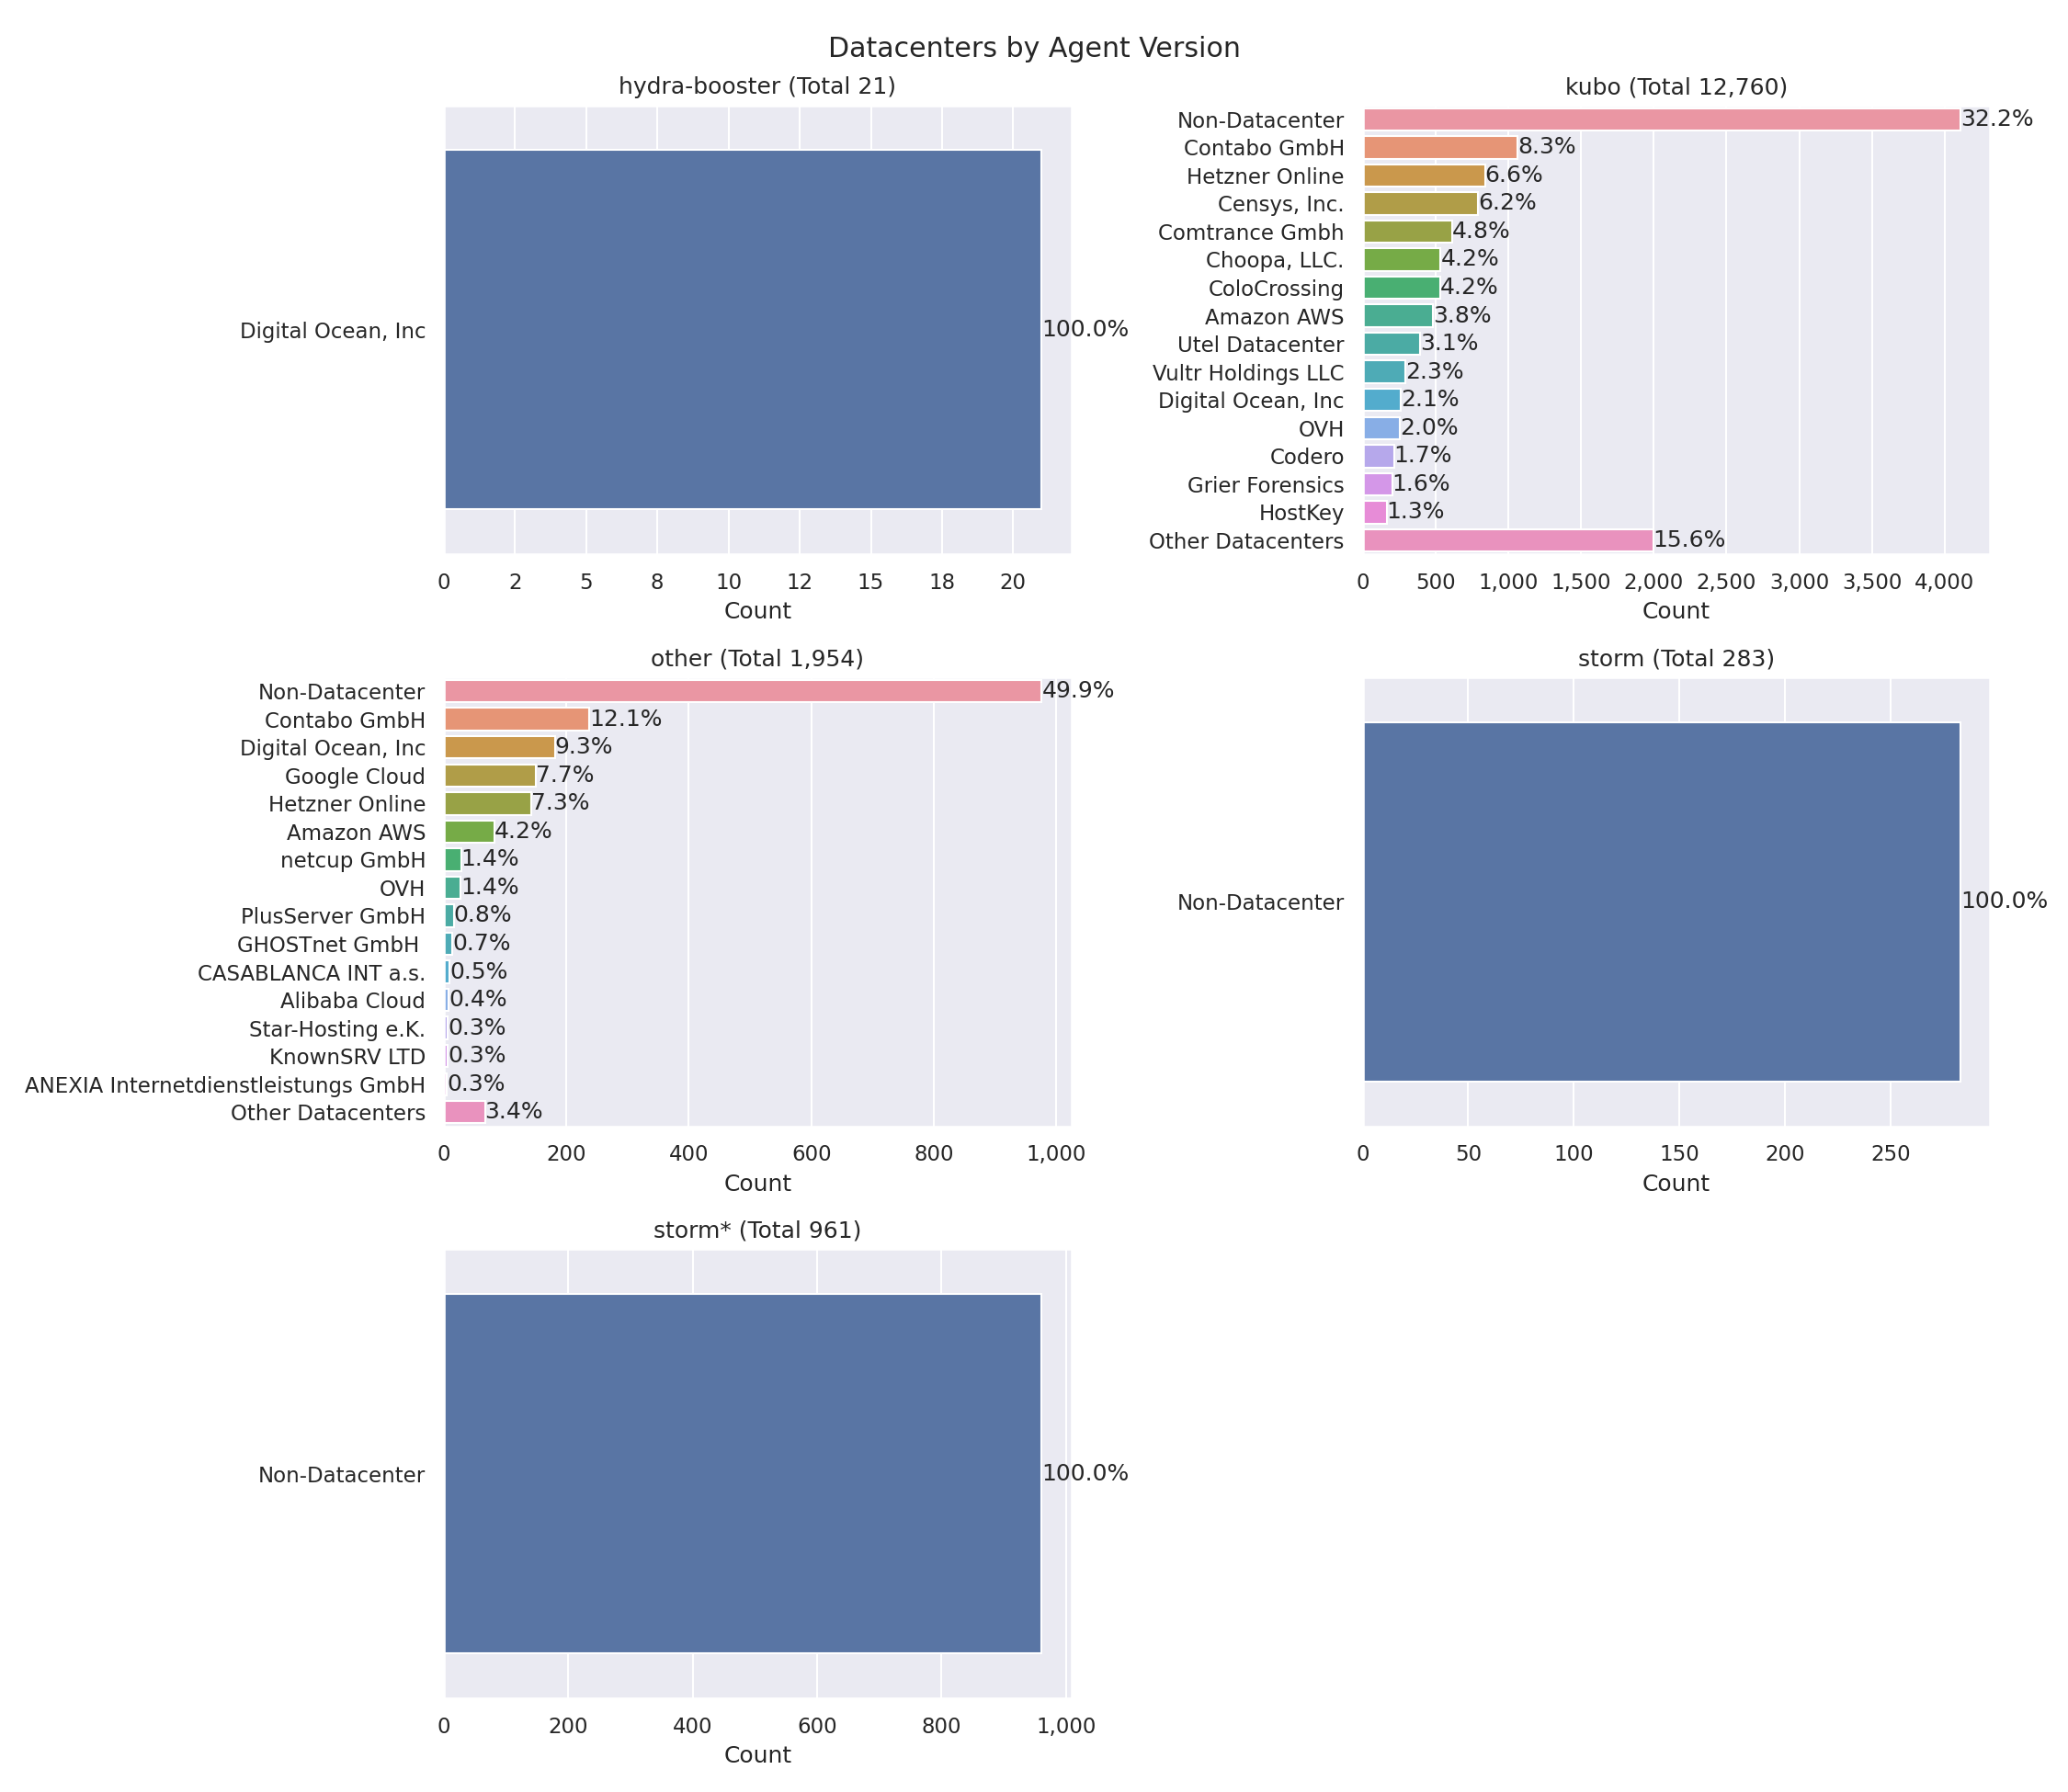 Datacenters by Agent Version
hydra-booster (Total 21)
Digital Ocean, Inc
100.0%
0 2 5 8 10 12 15 18 20
Count
kubo (Total 12,760)
Non-Datacenter 32.2%
Contabo GmbH 8.3%
Hetzner Online 6.6%
Censys, Inc. 6.2%
Comtrance Gmbh 4.8%
Choopa, LLC. 4.2%
ColoCrossing 4.2%
Amazon AWS 3.8%
Utel Datacenter 3.1%
Vultr Holdings LLC 2.3%
Digital Ocean, Inc 2.1%
OVH 2.0%
Codero 1.7%
Grier Forensics 1.6%
HostKey 1.3%
Other Datacenters 15.6%
0 500 1,000 1,500 2,000 2,500 3,000 3,500 4,000
Count
other (Total 1,954)
Non-Datacenter 49.9%
Contabo GmbH 12.1%
Digital Ocean, Inc 9.3%
Google Cloud 7.7%
Hetzner Online 7.3%
Amazon AWS 4.2%
netcup GmbH 1.4%
OVH 1.4%
PlusServer GmbH 0.8%
GHOSTnet GmbH 0.7%
CASABLANCA INT a.s. 0.5%
Alibaba Cloud 0.4%
Star-Hosting e.K. 0.3%
KnownSRV LTD 0.3%
ANEXIA Internetdienstleistungs GmbH 0.3%
Other Datacenters 3.4%
0 200 400 600 800 1,000
Count
storm (Total 283)
Non-Datacenter 100.0%
0 50 100 150 200 250
Count
storm* (Total 961)
Non-Datacenter 100.0%
0 200 400 600 800 1,000
Count